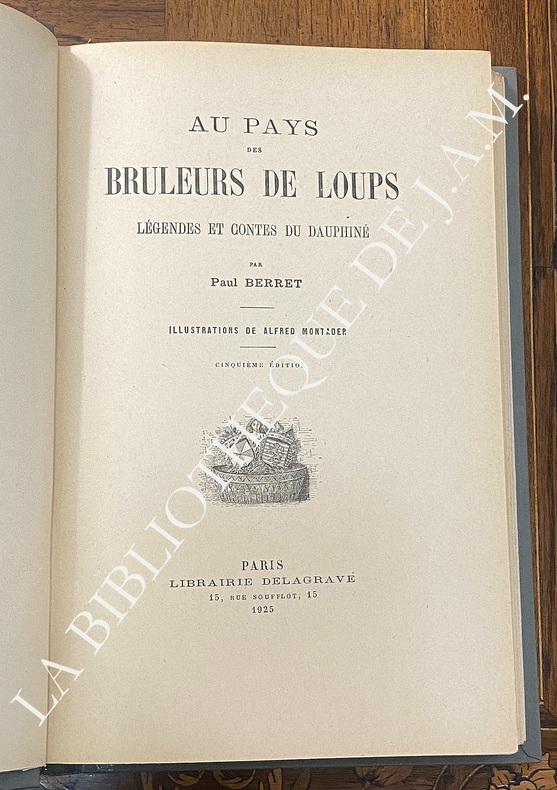 AU PAYS
DES
BRULEURS DE LOUPS
LÉGENDES ET CONTES DU DAUPHINÉ
PAR
Paul BERRET
ILLUSTRATIONS DE ALFRED MONTADER
CINQUIÈME ÉDITIO
PARIS
LIBRAIRIE DELAGRAVE
15, RUE SOUFFLOT, 15
1925
LA BIBLIOTHEQUE DE J.A.M.